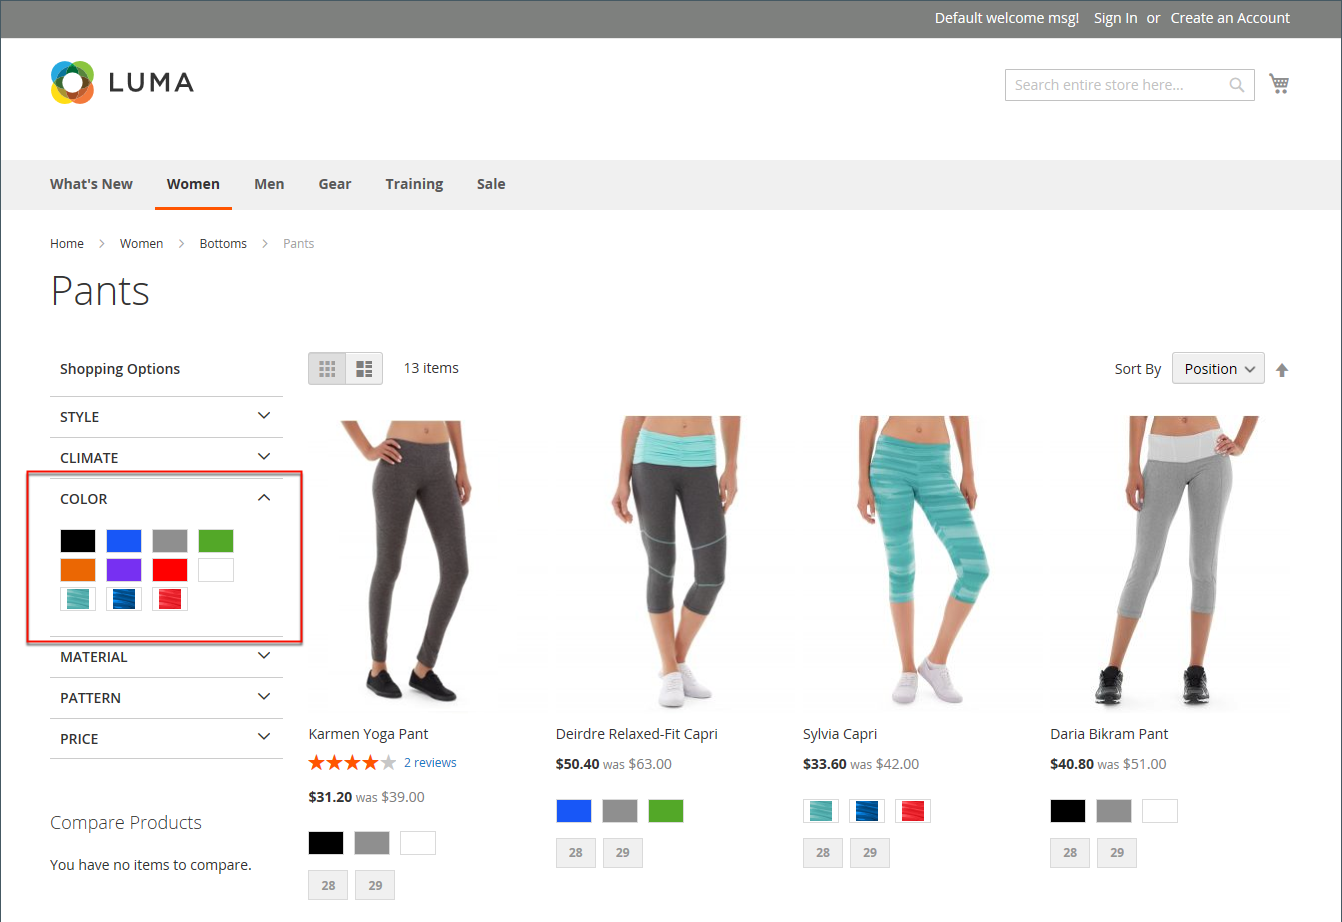 Default welcome msg! Sign In or Create an Account
LUMA
Search entire store here...
What's New Women Men Gear Training Sale
Home Women Bottoms Pants
Pants
Shopping Options
STYLE
CLIMATE
COLOR
MATERIAL
PATTERN
PRICE
Compare Products
You have no items to compare.
13 items
Sort By Position
Karmen Yoga Pant
2 reviews
$31.20 was $39.00
28 29
Deirdre Relaxed-Fit Capri
$50.40 was $63.00
28 29
Sylvia Capri
$33.60 was $42.00
28 29
Daria Bikram Pant
$40.80 was $51.00
28 29